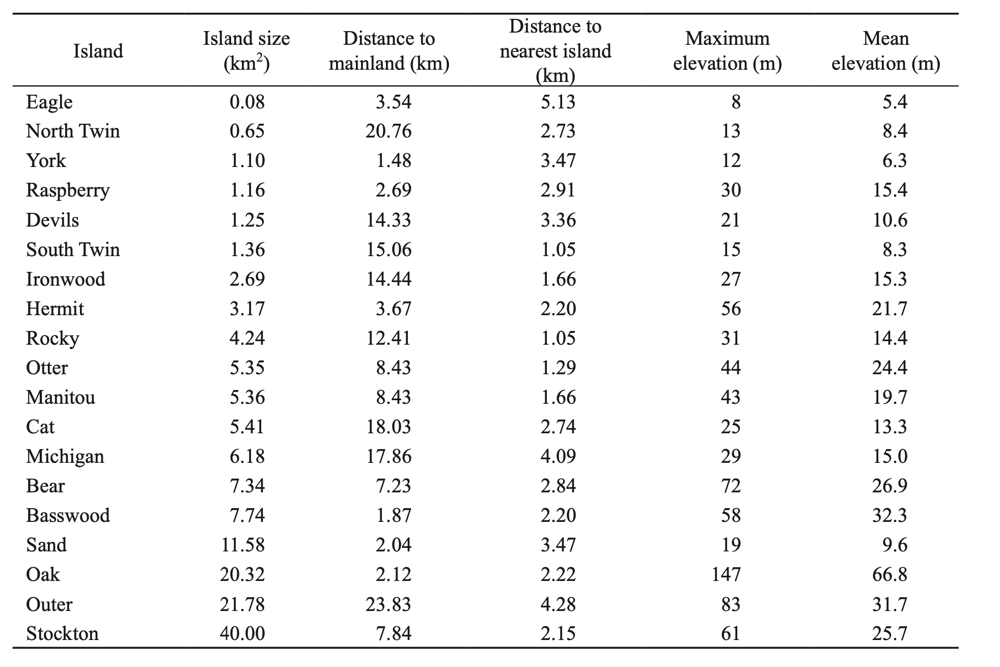 Island Island size (km²) Distance to mainland (km) Distance to nearest island (km) Maximum elevation (m) Mean elevation (m)
Eagle 0.08 3.54 5.13 8 5.4
North Twin 0.65 20.76 2.73 13 8.4
York 1.10 1.48 3.47 12 6.3
Raspberry 1.16 2.69 2.91 30 15.4
Devils 1.25 14.33 3.36 21 10.6
South Twin 1.36 15.06 1.05 15 8.3
Ironwood 2.69 14.44 1.66 27 15.3
Hermit 3.17 3.67 2.20 56 21.7
Rocky 4.24 12.41 1.05 31 14.4
Otter 5.35 8.43 1.29 44 24.4
Manitou 5.36 8.43 1.66 43 19.7
Cat 5.41 18.03 2.74 25 13.3
Michigan 6.18 17.86 4.09 29 15.0
Bear 7.34 7.23 2.84 72 26.9
Basswood 7.74 1.87 2.20 58 32.3
Sand 11.58 2.04 3.47 19 9.6
Oak 20.32 2.12 2.22 147 66.8
Outer 21.78 23.83 4.28 83 31.7
Stockton 40.00 7.84 2.15 61 25.7